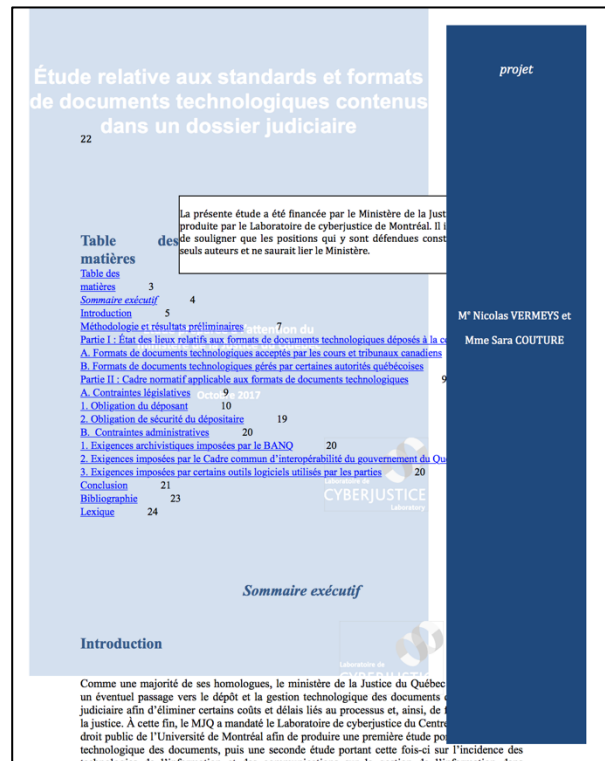 Étude relative aux standards et formats
de documents technologiques contenus
dans un dossier judiciaire
projet
22
La présente étude a été financée par le Ministère de la Just
produite par le Laboratoire de cyberjustice de Montréal. Il i
de souligner que les positions qui y sont défendues const
seuls auteurs et ne saurait lier le Ministère.
Table des
matières
Table des
matières 3
Sommaire exécutif 4
Introduction 5
Méthodologie et résultats préliminaires 7
l'attention du
Partie I : État des lieux relatifs aux formats de documents technologiques déposés à la co
A. Formats de documents technologiques acceptés par les cours et tribunaux canadiens
B. Formats de documents technologiques gérés par certaines autorités québécoises
Partie II : Cadre normatif applicable aux formats de documents technologiques 9
A. Contraintes législatives 9
Octobre 2017
1. Obligation du déposant 10
2. Obligation de sécurité du dépositaire 19
B. Contraintes administratives 20
1. Exigences archivistiques imposées par le BANQ 20
2. Exigences imposées par le Cadre commun d'interopérabilité du gouvernement du Qu
3. Exigences imposées par certains outils logiciels utilisés par les parties 20
Conclusion 21
Bibliographie 23
Lexique 24
Laboratoire de
CYBERJUSTICE
Laboratory
Me Nicolas VERMEYS et
Mme Sara COUTURE
Sommaire exécutif
Introduction
Laboratoire de
CYBERJUSTICE
Comme une majorité de ses homologues, le ministère de la Justice du Québec
un éventuel passage vers le dépôt et la gestion technologique des documents
judiciaire afin d'éliminer certains coûts et délais liés au processus et, ainsi, de f
la justice. À cette fin, le MJQ a mandaté le Laboratoire de cyberjustice du Centre
droit public de l'Université de Montréal afin de produire une première étude po
technologique des documents, puis une seconde étude portant cette fois-ci sur l'incidence des